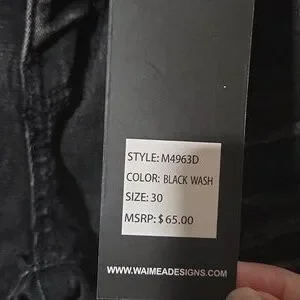 STYLE: M4963D
COLOR: BLACK WASH
SIZE: 30
MSRP: $ 65.00
WWW.WAIMEADESIGNS.COM